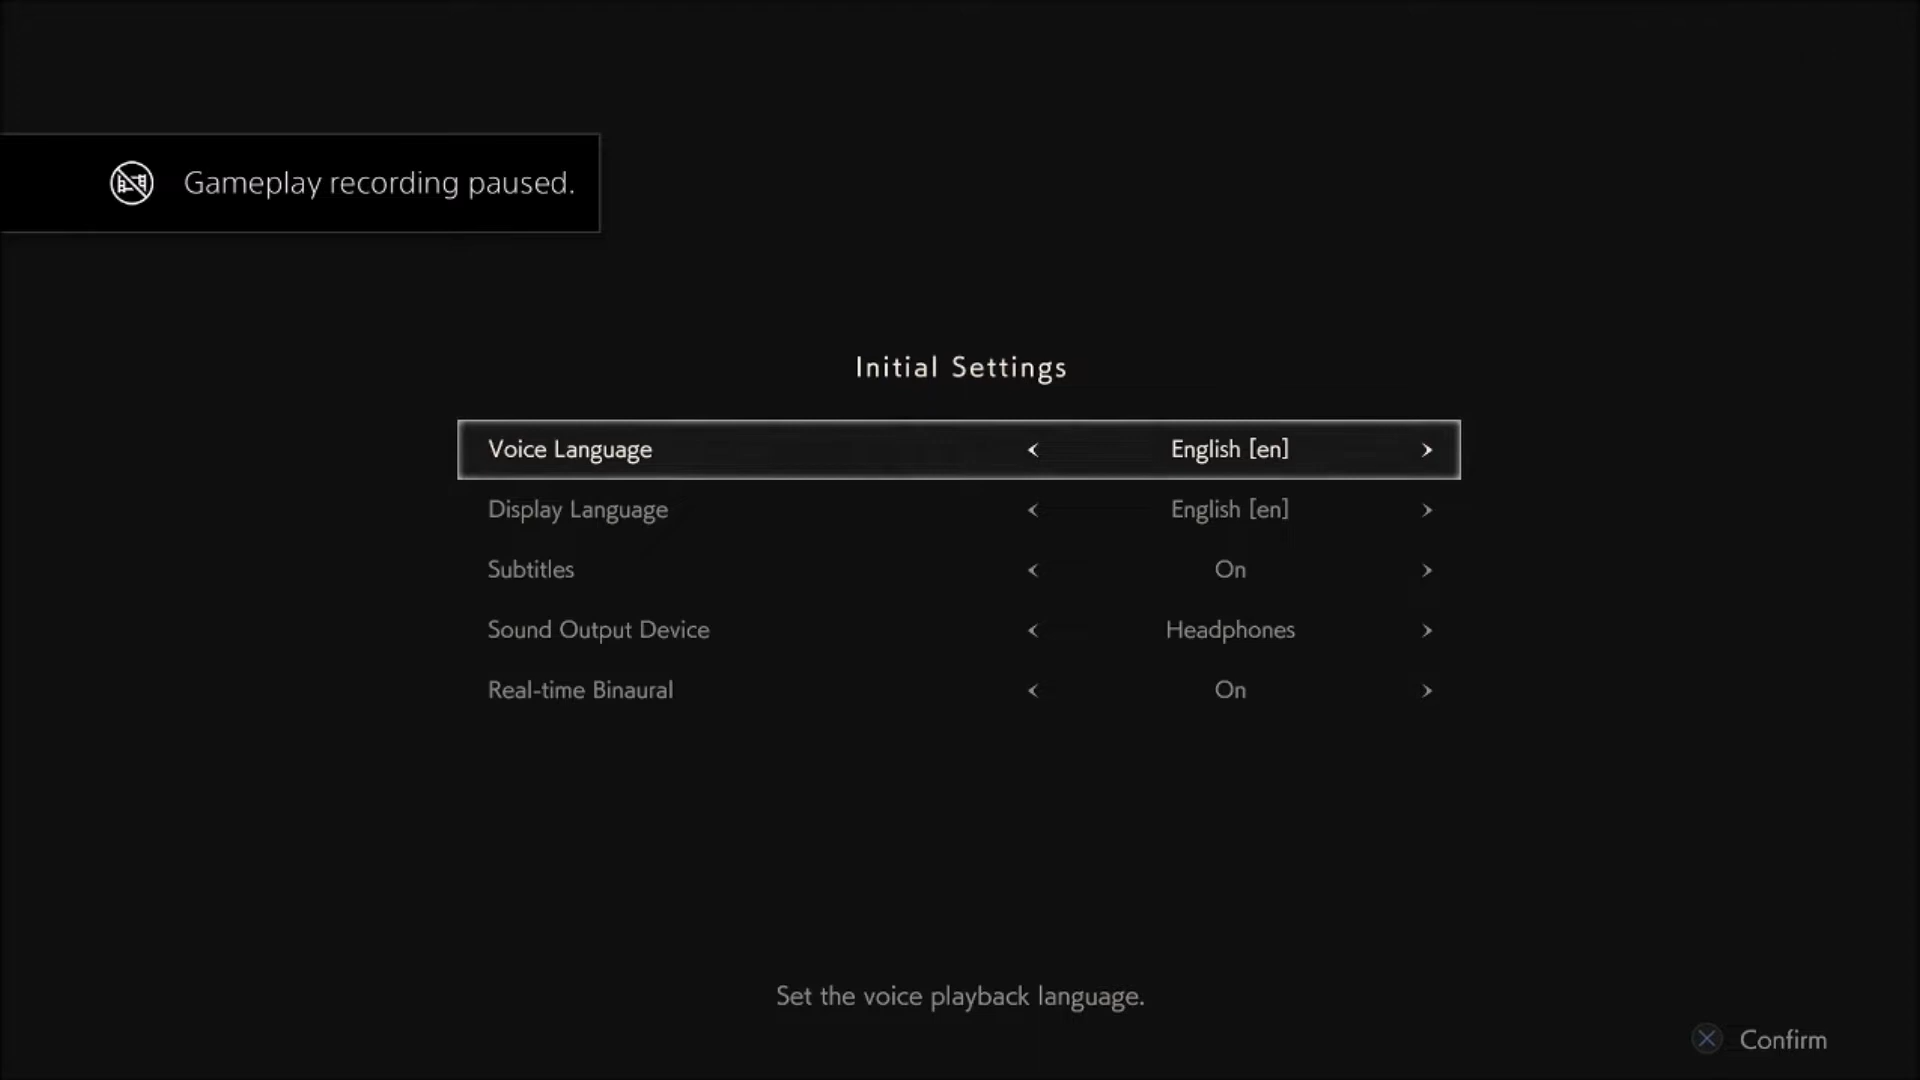 Gameplay recording paused.
Initial Settings
Voice Language < English [en] >
Display Language < English [en] >
Subtitles < On >
Sound Output Device < Headphones >
Real-time Binaural < On >
Set the voice playback language.
Confirm